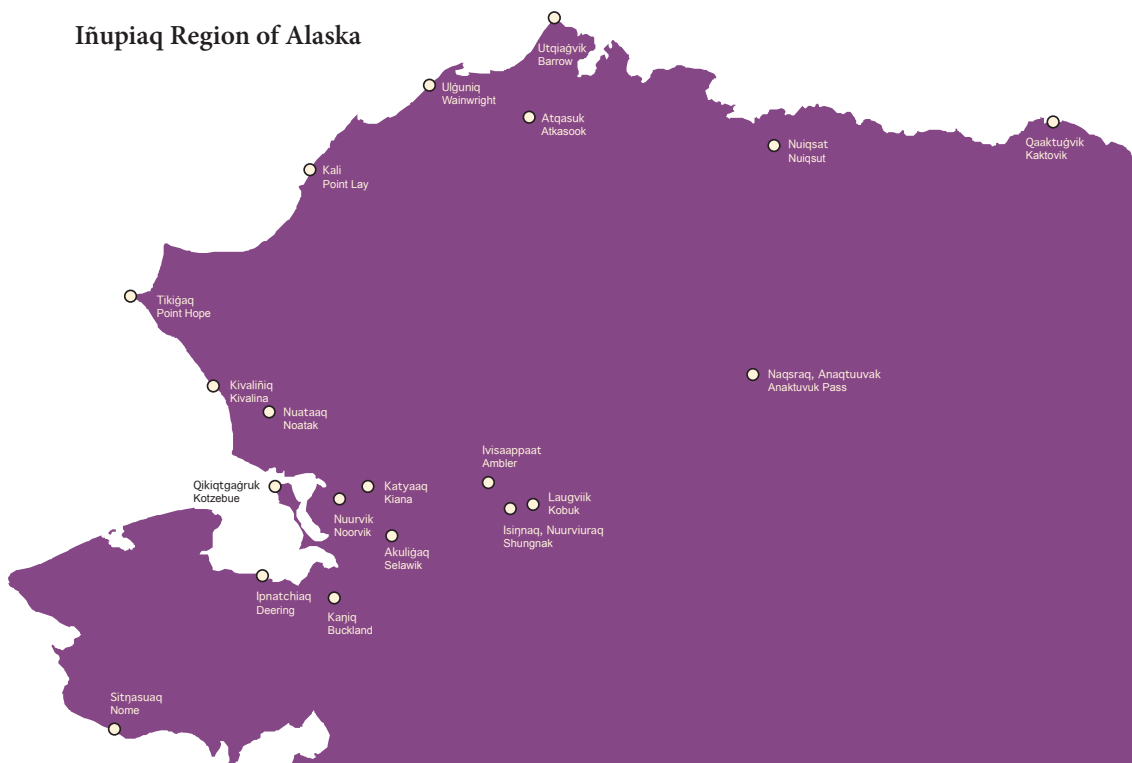 Iñupiaq Region of Alaska
Utqiaġvik
Barrow
Ulġuniq
Wainwright
Atqasuk
Atkasook
Nuiqsat
Nuiqsut
Qaaktuġvik
Kaktovik
Kali
Point Lay
Tikiġaq
Point Hope
Naqsraq, Anaqtuuvak
Anaktuvuk Pass
Kivaliñiq
Kivalina
Nuataaq
Noatak
Ivisaappaat
Ambler
Qikiqtgaġruk
Kotzebue
Katyaaq
Kiana
Laugviik
Kobuk
Nuurvik
Noorvik
Isiŋnaq, Nuurviuraq
Shungnak
Akuliġaq
Selawik
Ipnatchiaq
Deering
Kaŋiq
Buckland
Sitŋasuaq
Nome